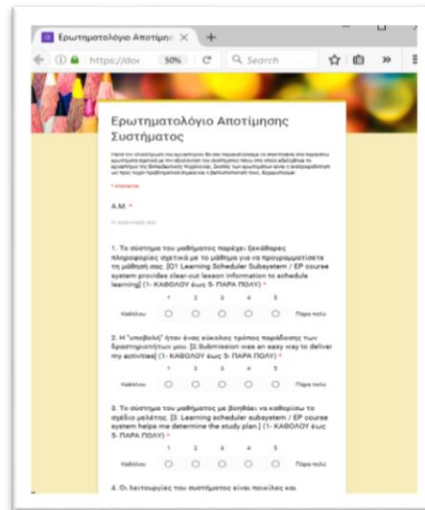 Ερωτηματολόγιο Αποτίμησ
https://doc
50%
Search
Ερωτηματολόγιο Αποτίμησης
Συστήματος
Α.Μ. *
1. Το σύστημα του μαθήματος παρέχει ξεκάθαρες
πληροφορίες σχετικά με το μάθημα για να προγραμματίσετε
τη μάθησή σας. [Q1 Learning Scheduler Subsystem / EP course
system provides clear-out lesson information to schedule
learning] (1- ΚΑΘΟΛΟΥ έως 5- ΠΑΡΑ ΠΟΛΥ) *
1 2 3 4 5
Καθόλου Πάρα πολύ
2. Η "υποβολή" ήταν ένας εύκολος τρόπος παράδοσης των
δραστηριοτήτων μου. [2.Submission was an easy way to deliver
my activities] (1- ΚΑΘΟΛΟΥ έως 5- ΠΑΡΑ ΠΟΛΥ) *
1 2 3 4 5
Καθόλου Πάρα πολύ
3. Το σύστημα του μαθήματος με βοηθάει να καθορίσω το
σχέδιο μελέτης. [3. Learning scheduler subsystem / EP course
system helps me determine the study plan.] (1- ΚΑΘΟΛΟΥ έως
5- ΠΑΡΑ ΠΟΛΥ) *
1 2 3 4 5
Καθόλου Πάρα πολύ
4. Οι λειτουργίες του συστήματος είναι ποικίλες και